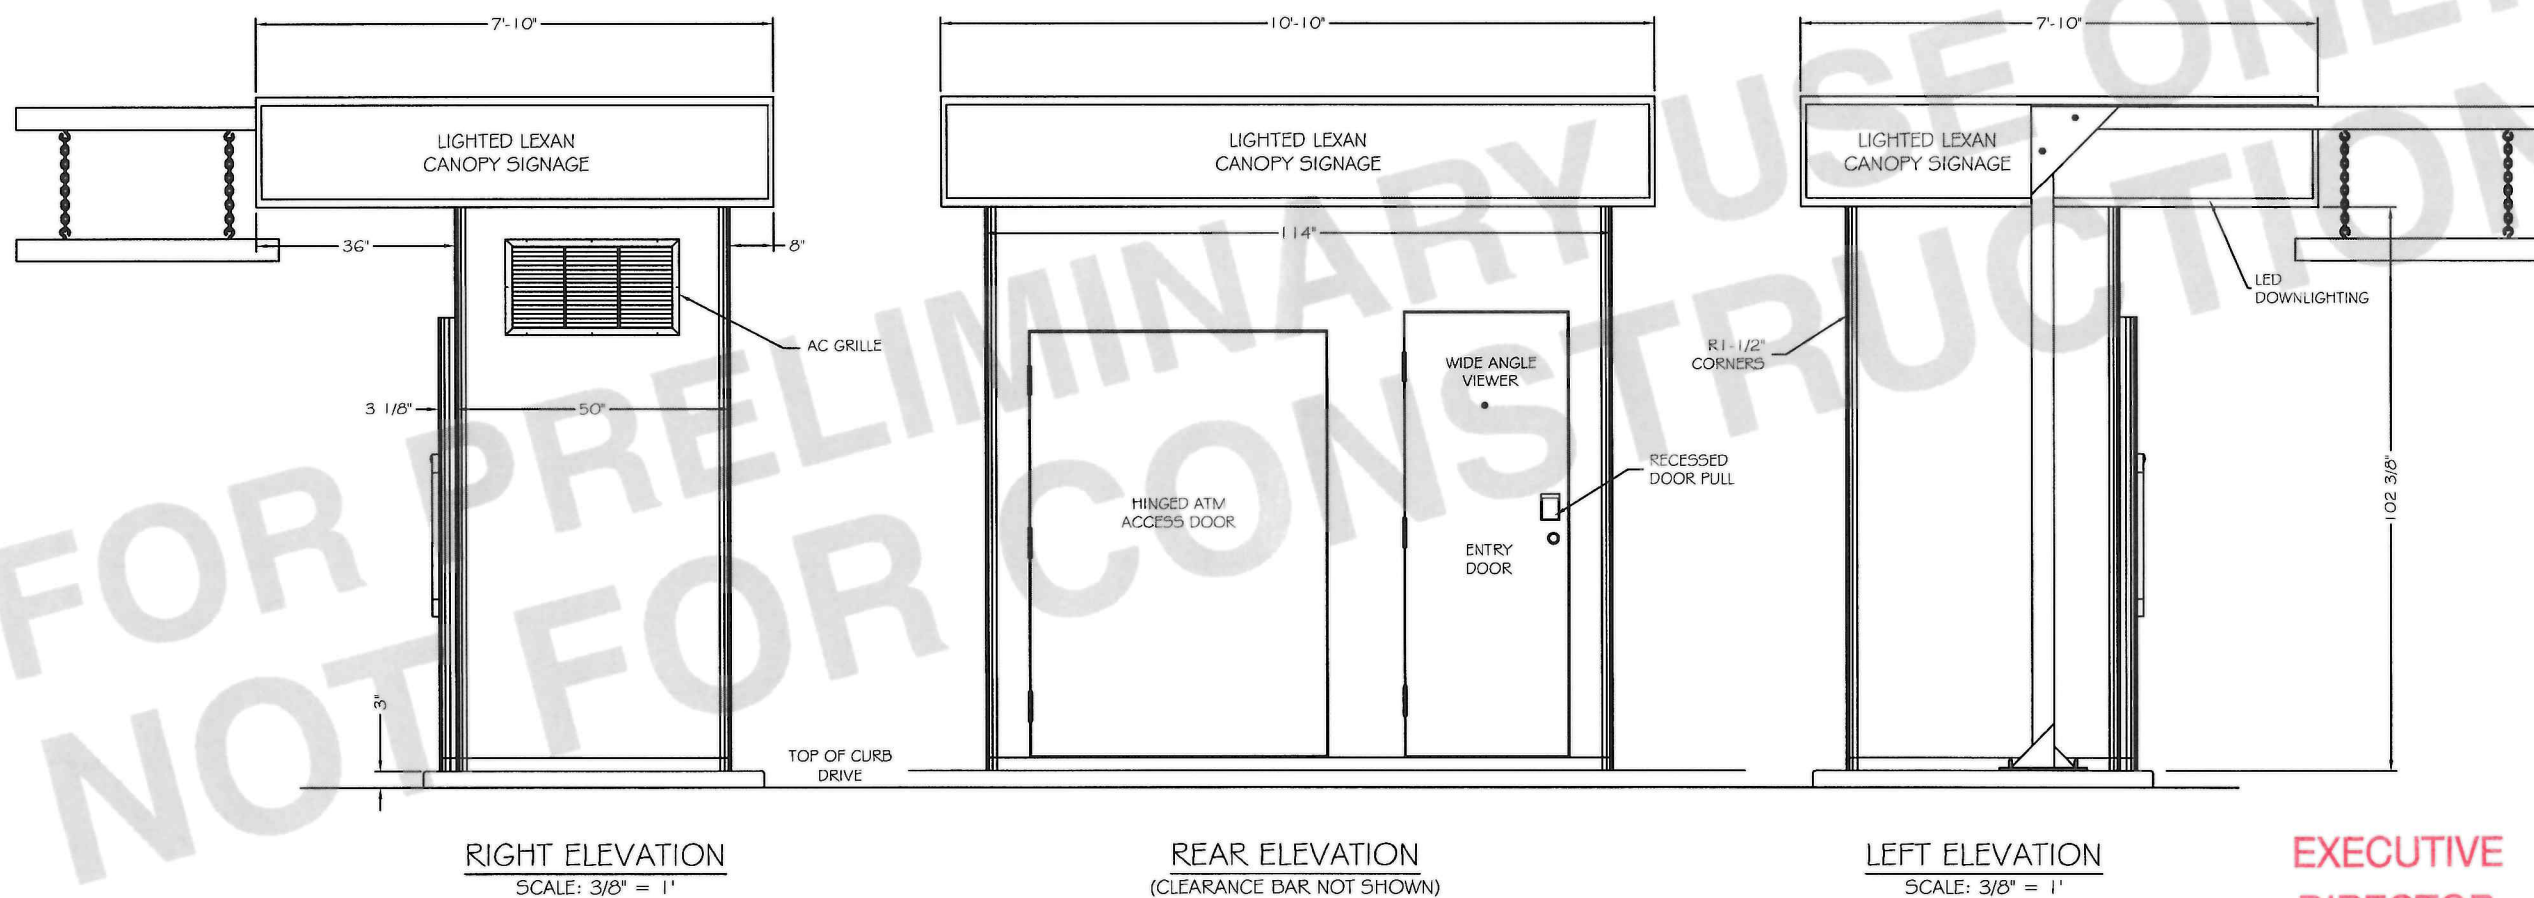 7'-10"
10'-10"
7'-10"
LIGHTED LEXAN
CANOPY SIGNAGE
LIGHTED LEXAN
CANOPY SIGNAGE
LIGHTED LEXAN
CANOPY SIGNAGE
36"
8"
114"
LED
DOWNLIGHTING
AC GRILLE
R1-1/2"
CORNERS
WIDE ANGLE
VIEWER
3 1/8"
50"
RECESSED
DOOR PULL
102 3/8"
HINGED ATM
ACCESS DOOR
ENTRY
DOOR
3"
TOP OF CURB
DRIVE
RIGHT ELEVATION
SCALE: 3/8" = 1'
REAR ELEVATION
(CLEARANCE BAR NOT SHOWN)
LEFT ELEVATION
SCALE: 3/8" = 1'
EXECUTIVE
DIRECTOR
FOR PRELIMINARY USE ONLY
NOT FOR CONSTRUCTION